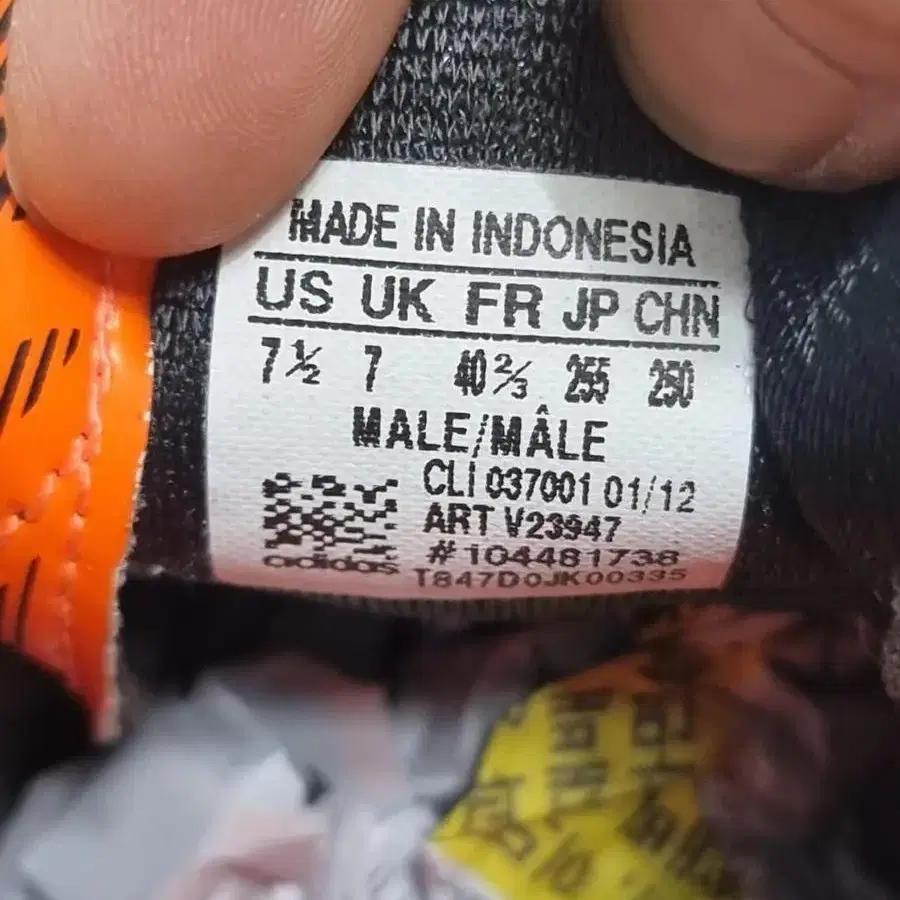 MADE IN INDONESIA
US UK FR JP CHN
7½ 7 40⅔ 255 250
MALE/MÂLE
CLI 037001 01/12
ART V23947
#104481738
adidas T847D0JK00335